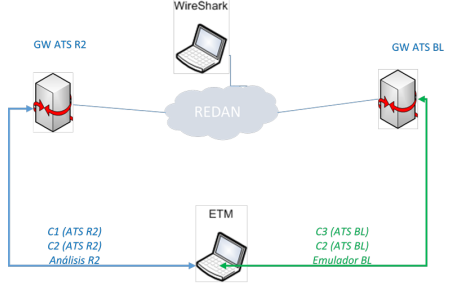 WireShark
GW ATS R2
GW ATS BL
REDAN
ETM
C1 (ATS R2)
C2 (ATS R2)
Análisis R2
C3 (ATS BL)
C2 (ATS BL)
Emulador BL